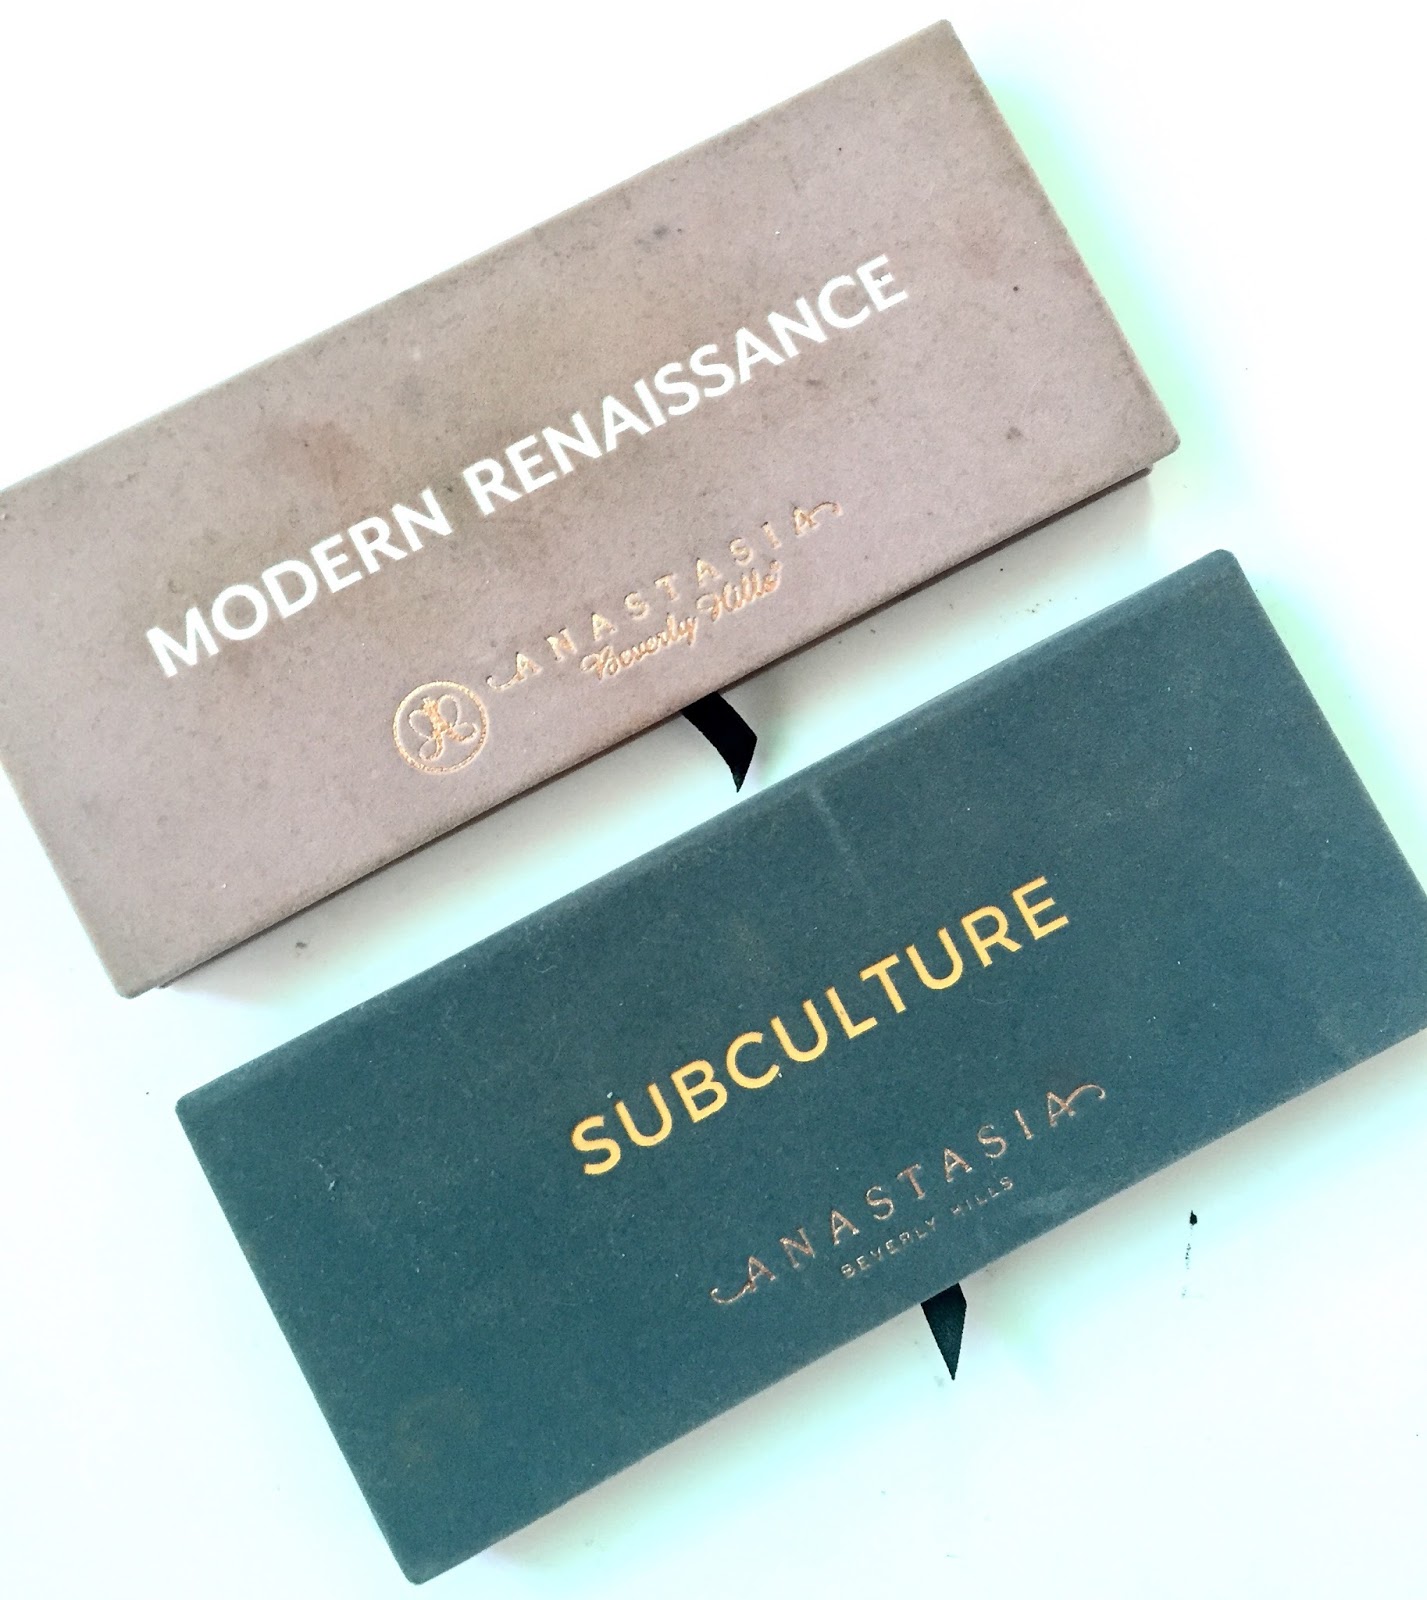 MODERN RENAISSANCE
ANASTASIA
Beverly Hills®
SUBCULTURE
ANASTASIA
BEVERLY HILLS